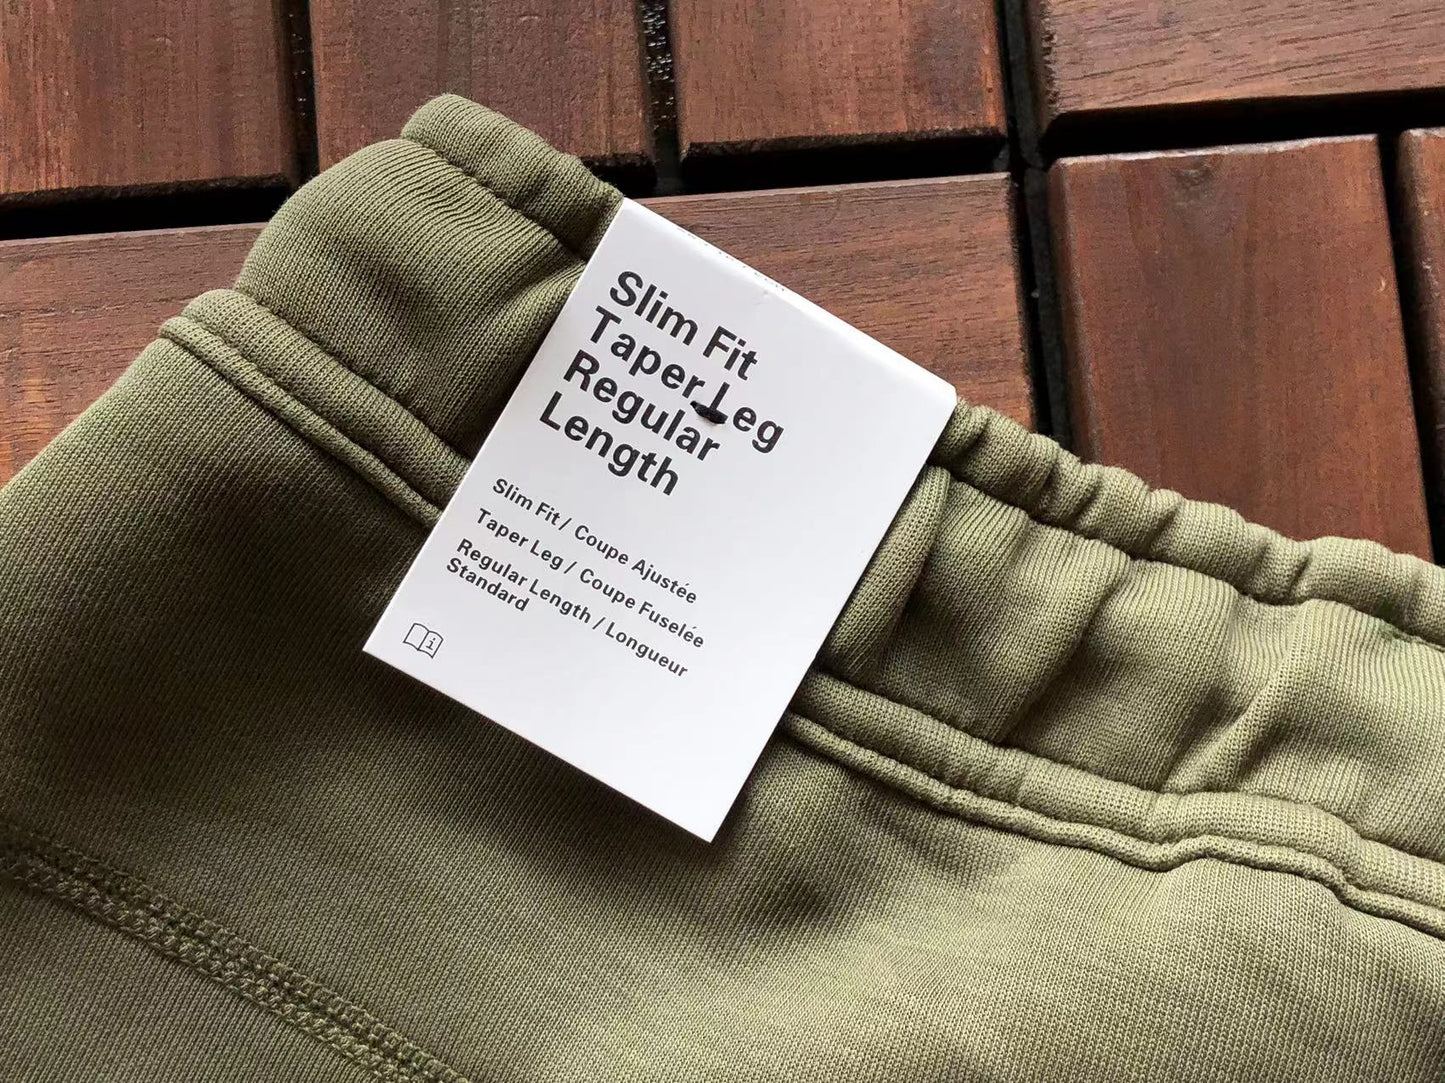 Slim Fit
Taper Leg
Regular
Length
Slim Fit / Coupe Ajustée
Taper Leg / Coupe Fuselée
Regular Length / Longueur
Standard
i